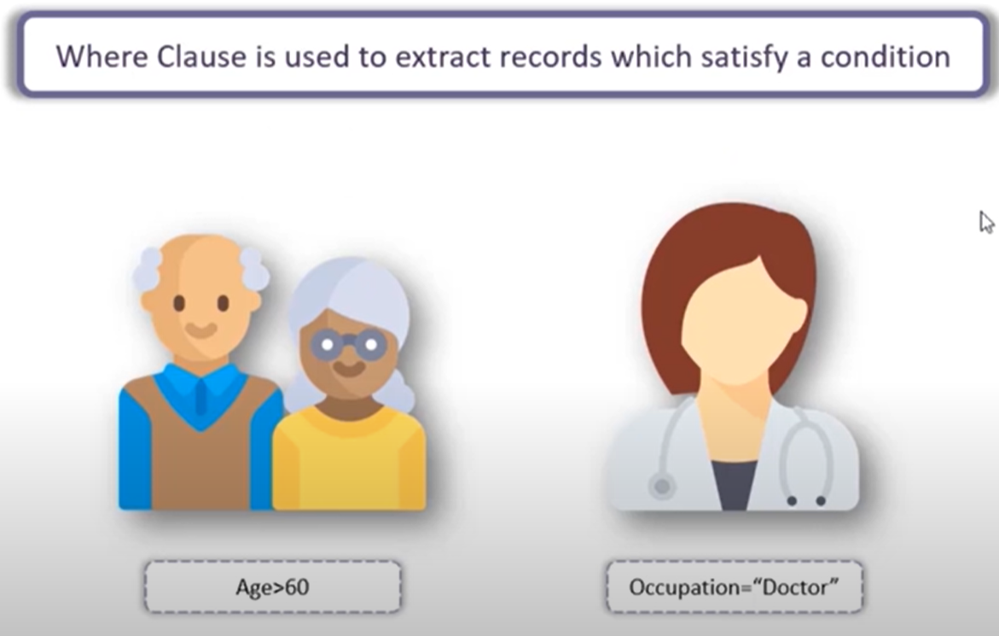 Where Clause is used to extract records which satisfy a condition
Age>60
Occupation=“Doctor”